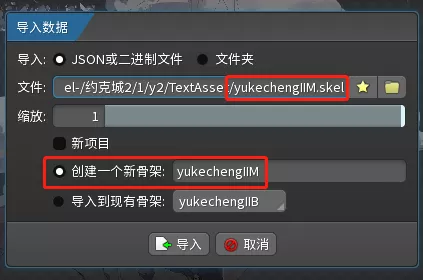 导入数据
导入: JSON或二进制文件 文件夹
文件: el-/约克城2/1/y2/TextAsset/yukechengIIM.skel
缩放: 1
新项目
创建一个新骨架: yukechengIIM
导入到现有骨架: yukechengIIB
导入 取消